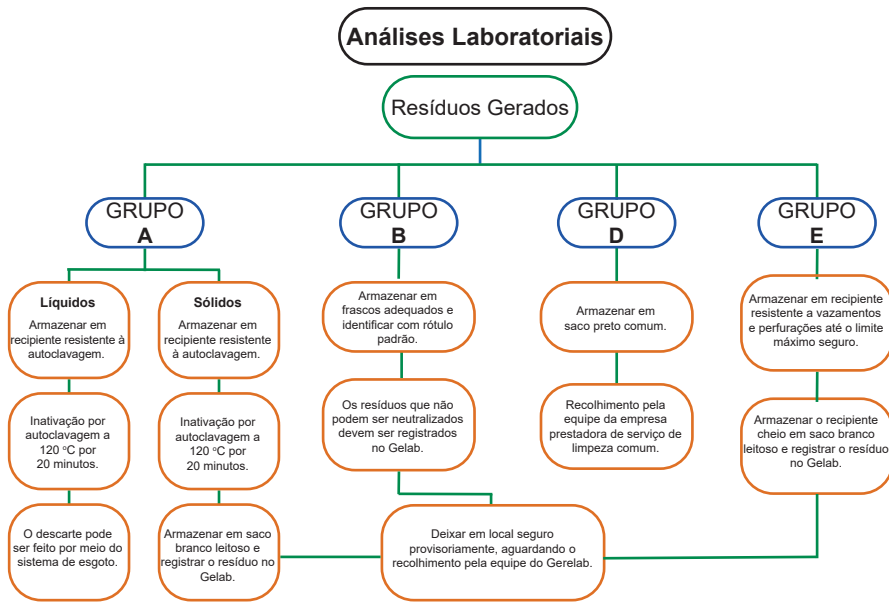 Análises Laboratoriais
Resíduos Gerados
GRUPO
A
GRUPO
B
GRUPO
D
GRUPO
E
Líquidos
Armazenar em
recipiente resistente à
autoclavagem.
Sólidos
Armazenar em
recipiente resistente
à autoclavagem.
Armazenar em
frascos adequados e
identificar com rótulo
padrão.
Armazenar em
saco preto comum.
Armazenar em recipiente
resistente a vazamentos
e perfurações até o limite
máximo seguro.
Inativação por
autoclavagem a
120 ºC por
20 minutos.
Inativação por
autoclavagem a
120 ºC por
20 minutos.
Os resíduos que não
podem ser neutralizados
devem ser registrados
no Gelab.
Recolhimento pela
equipe da empresa
prestadora de serviço de
limpeza comum.
Armazenar o recipiente
cheio em saco branco
leitoso e registrar o resíduo
no Gelab.
O descarte pode
ser feito por meio do
sistema de esgoto.
Armazenar em saco
branco leitoso e
registrar o resíduo no
Gelab.
Deixar em local seguro
provisoriamente, aguardando o
recolhimento pela equipe do Gerelab.